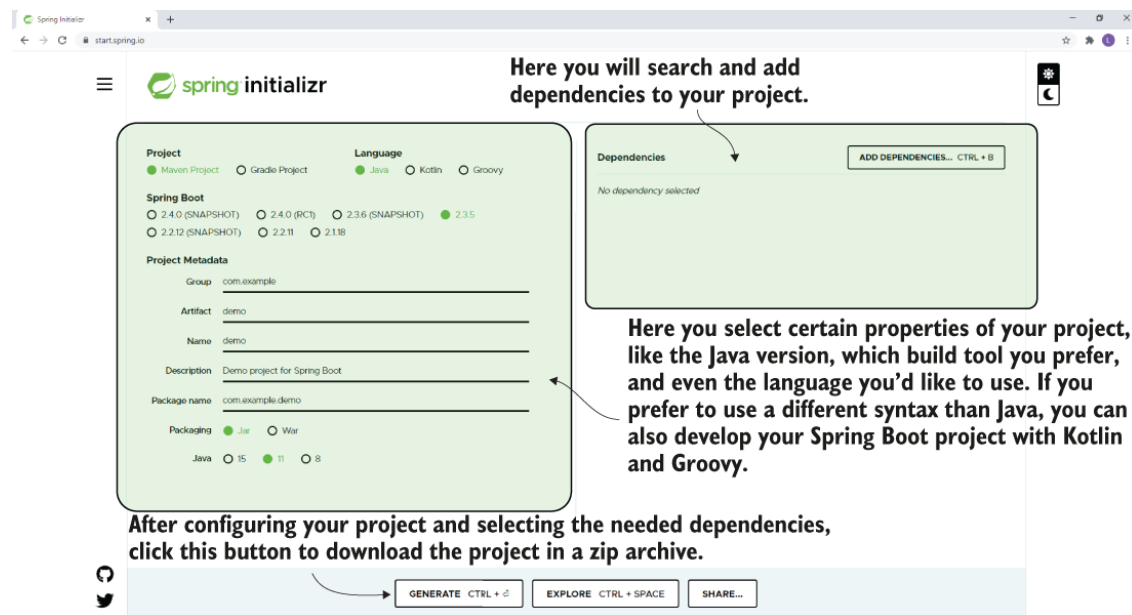 Spring Initializr
start.spring.io
L
spring initializr
Here you will search and add
dependencies to your project.
Project
Maven Project Gradle Project
Language
Java Kotlin Groovy
Spring Boot
2.4.0 (SNAPSHOT) 2.4.0 (RC1) 2.3.6 (SNAPSHOT) 2.3.5
2.2.12 (SNAPSHOT) 2.2.11 2.1.18
Project Metadata
Group com.example
Artifact demo
Name demo
Description Demo project for Spring Boot
Package name com.example.demo
Packaging Jar War
Java 15 11 8
Dependencies
ADD DEPENDENCIES... CTRL + B
No dependency selected
Here you select certain properties of your project,
like the Java version, which build tool you prefer,
and even the language you’d like to use. If you
prefer to use a different syntax than Java, you can
also develop your Spring Boot project with Kotlin
and Groovy.
After configuring your project and selecting the needed dependencies,
click this button to download the project in a zip archive.
GENERATE CTRL + ⏎
EXPLORE CTRL + SPACE
SHARE...